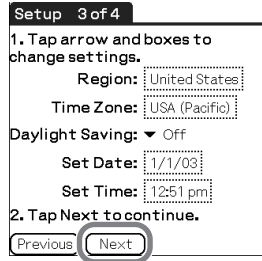 Setup 3 of 4
1. Tap arrow and boxes to
change settings.
Region: United States
Time Zone: USA (Pacific)
Daylight Saving: Off
Set Date: 1/1/03
Set Time: 12:51 pm
2. Tap Next to continue.
Previous Next